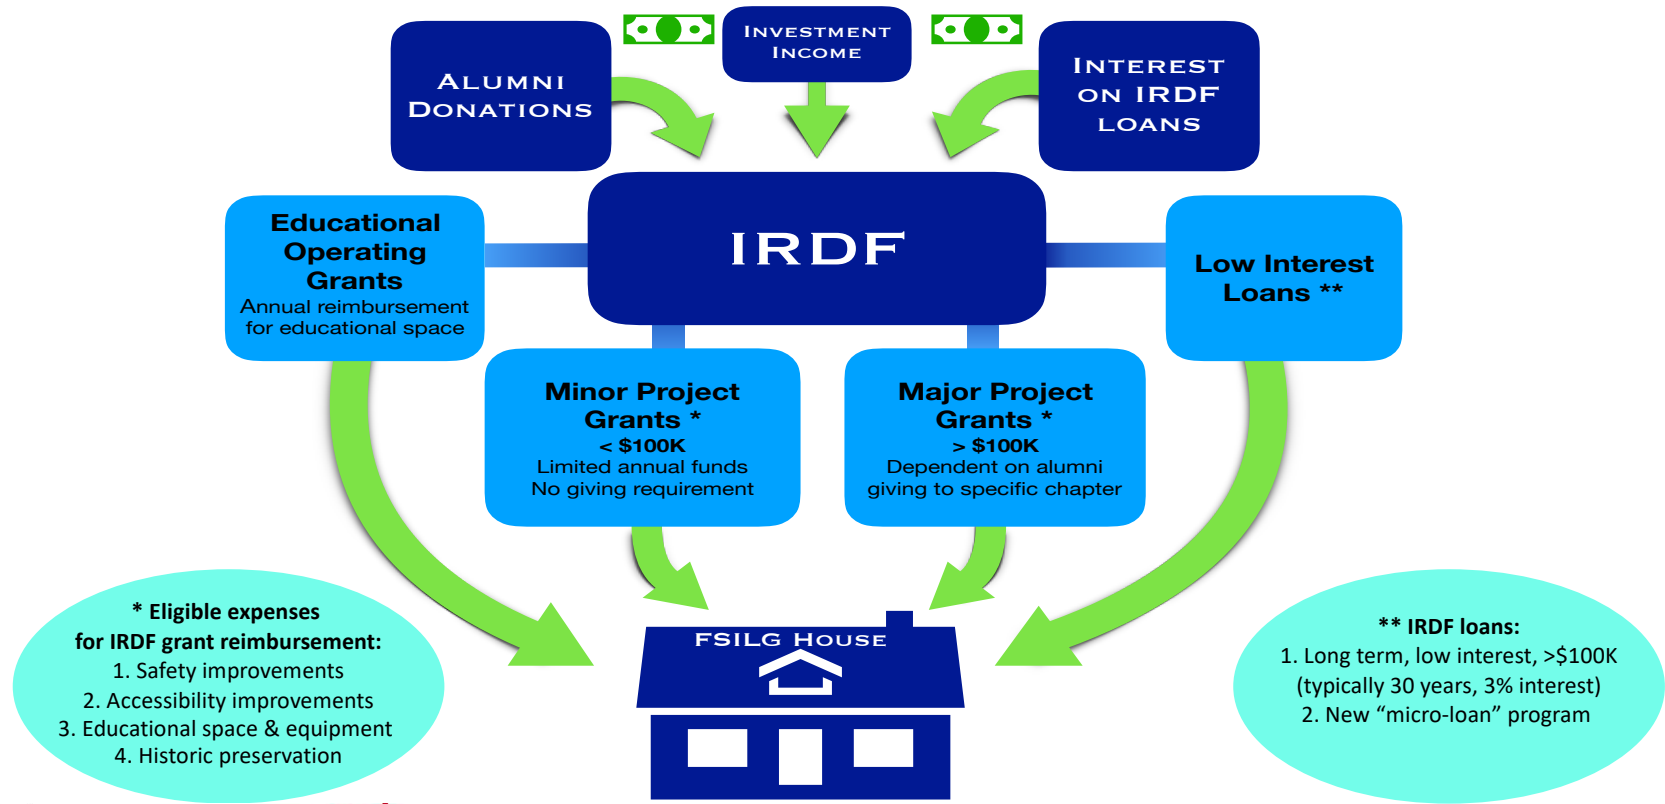 INVESTMENT
INCOME
ALUMNI
DONATIONS
INTEREST
ON IRDF
LOANS
IRDF
Educational
Operating
Grants
Annual reimbursement
for educational space
Low Interest
Loans **
Minor Project
Grants *
< $100K
Limited annual funds
No giving requirement
Major Project
Grants *
> $100K
Dependent on alumni
giving to specific chapter
* Eligible expenses
for IRDF grant reimbursement:
1. Safety improvements
2. Accessibility improvements
3. Educational space & equipment
4. Historic preservation
FSILG HOUSE
** IRDF loans:
1. Long term, low interest, >$100K
(typically 30 years, 3% interest)
2. New “micro-loan” program